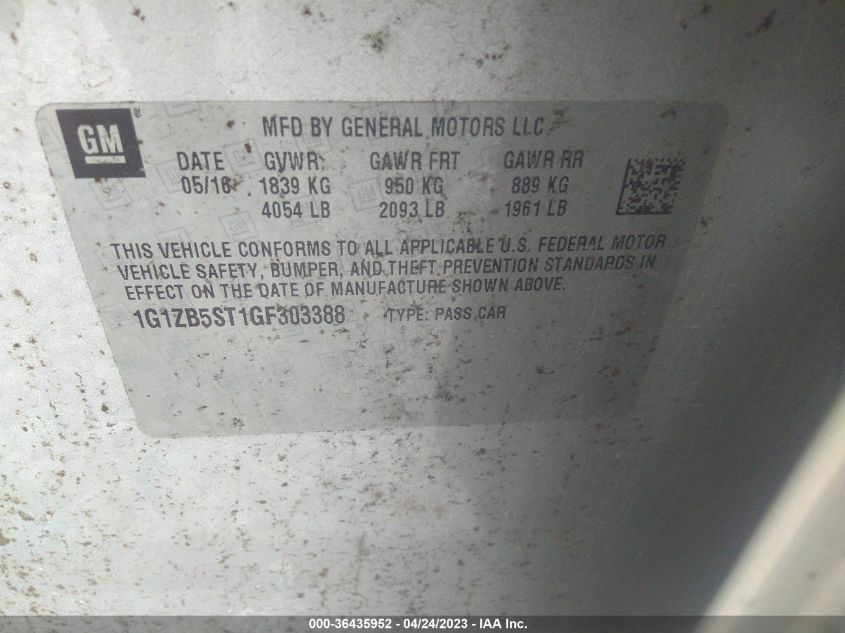 GM
MFD BY GENERAL MOTORS LLC
DATE GVWR: GAWR FRT GAWR RR
05/16 1839 KG 950 KG 889 KG
4054 LB 2093 LB 1961 LB
THIS VEHICLE CONFORMS TO ALL APPLICABLE U.S. FEDERAL MOTOR
VEHICLE SAFETY, BUMPER, AND THEFT PREVENTION STANDARDS IN
EFFECT ON THE DATE OF MANUFACTURE SHOWN ABOVE.
1G1ZB5ST1GF303388 TYPE: PASS CAR
000-36435952 - 04/24/2023 - IAA Inc.